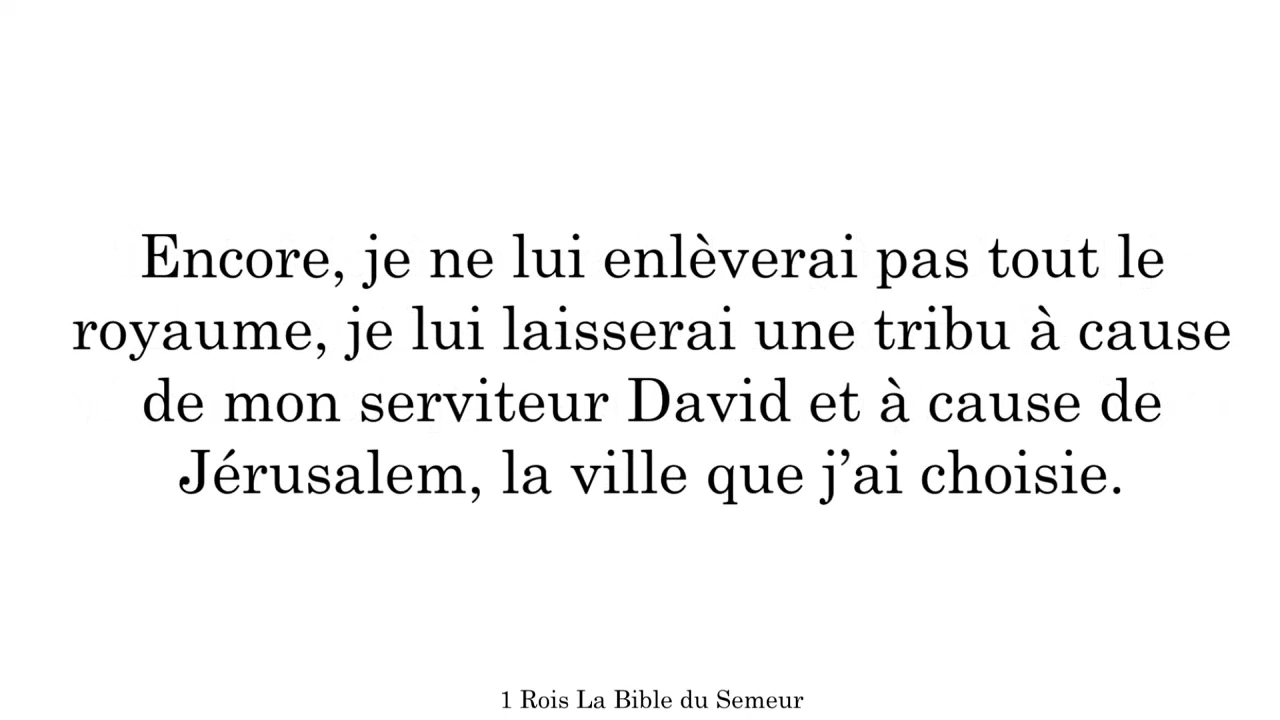 Encore, je ne lui enlèverai pas tout le
royaume, je lui laisserai une tribu à cause
de mon serviteur David et à cause de
Jérusalem, la ville que j’ai choisie.
1 Rois La Bible du Semeur